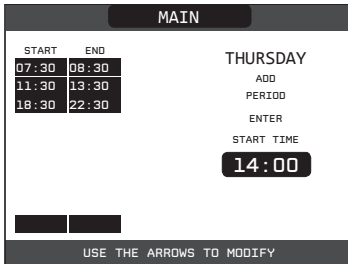 MAIN
START END
07:30 08:30
11:30 13:30
18:30 22:30
THURSDAY
ADD
PERIOD
ENTER
START TIME
14:00
USE THE ARROWS TO MODIFY